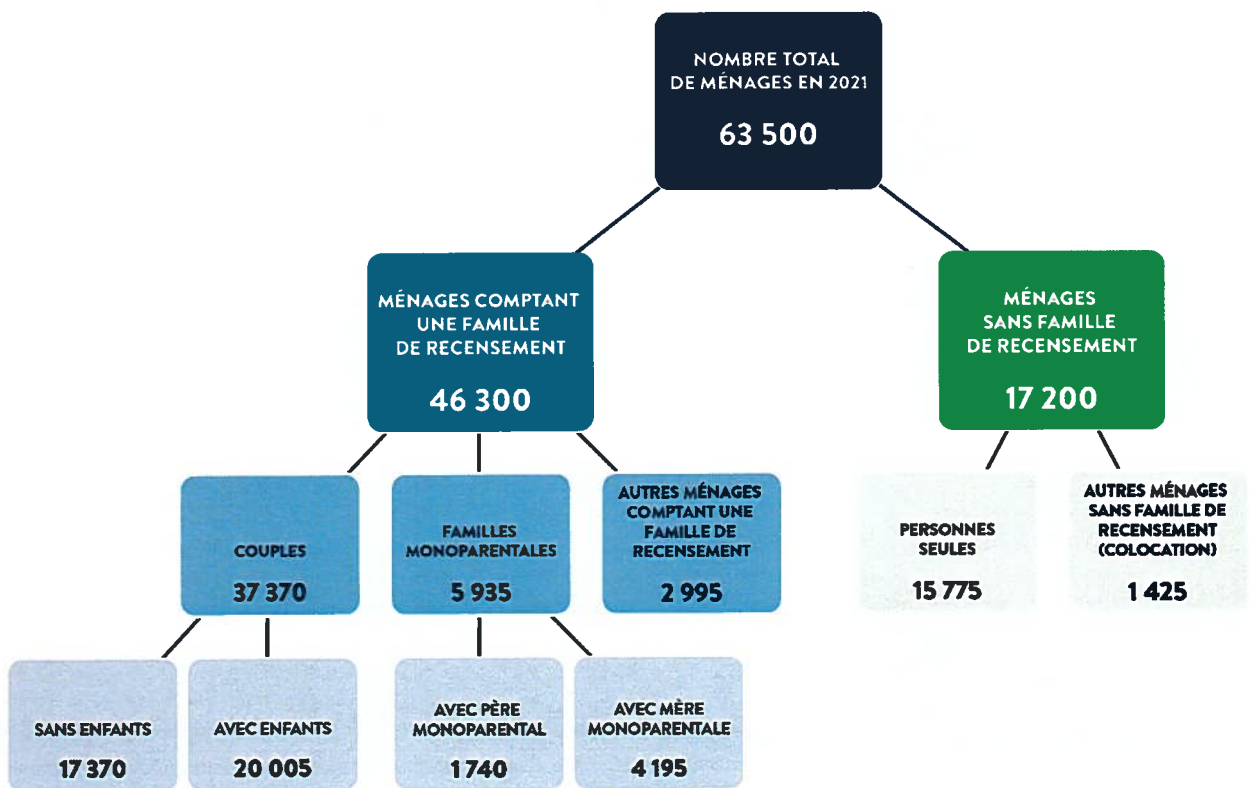 NOMBRE TOTAL
DE MÉNAGES EN 2021
63 500
MÉNAGES COMPTANT
UNE FAMILLE
DE RECENSEMENT
46 300
MÉNAGES
SANS FAMILLE
DE RECENSEMENT
17 200
COUPLES
37 370
FAMILLES
MONOPARENTALES
5 935
AUTRES MÉNAGES
COMPTANT UNE
FAMILLE DE
RECENSEMENT
2 995
PERSONNES
SEULES
15 775
AUTRES MÉNAGES
SANS FAMILLE DE
RECENSEMENT
(COLOCATION)
1 425
SANS ENFANTS
17 370
AVEC ENFANTS
20 005
AVEC PÈRE
MONOPARENTAL
1 740
AVEC MÈRE
MONOPARENTALE
4 195